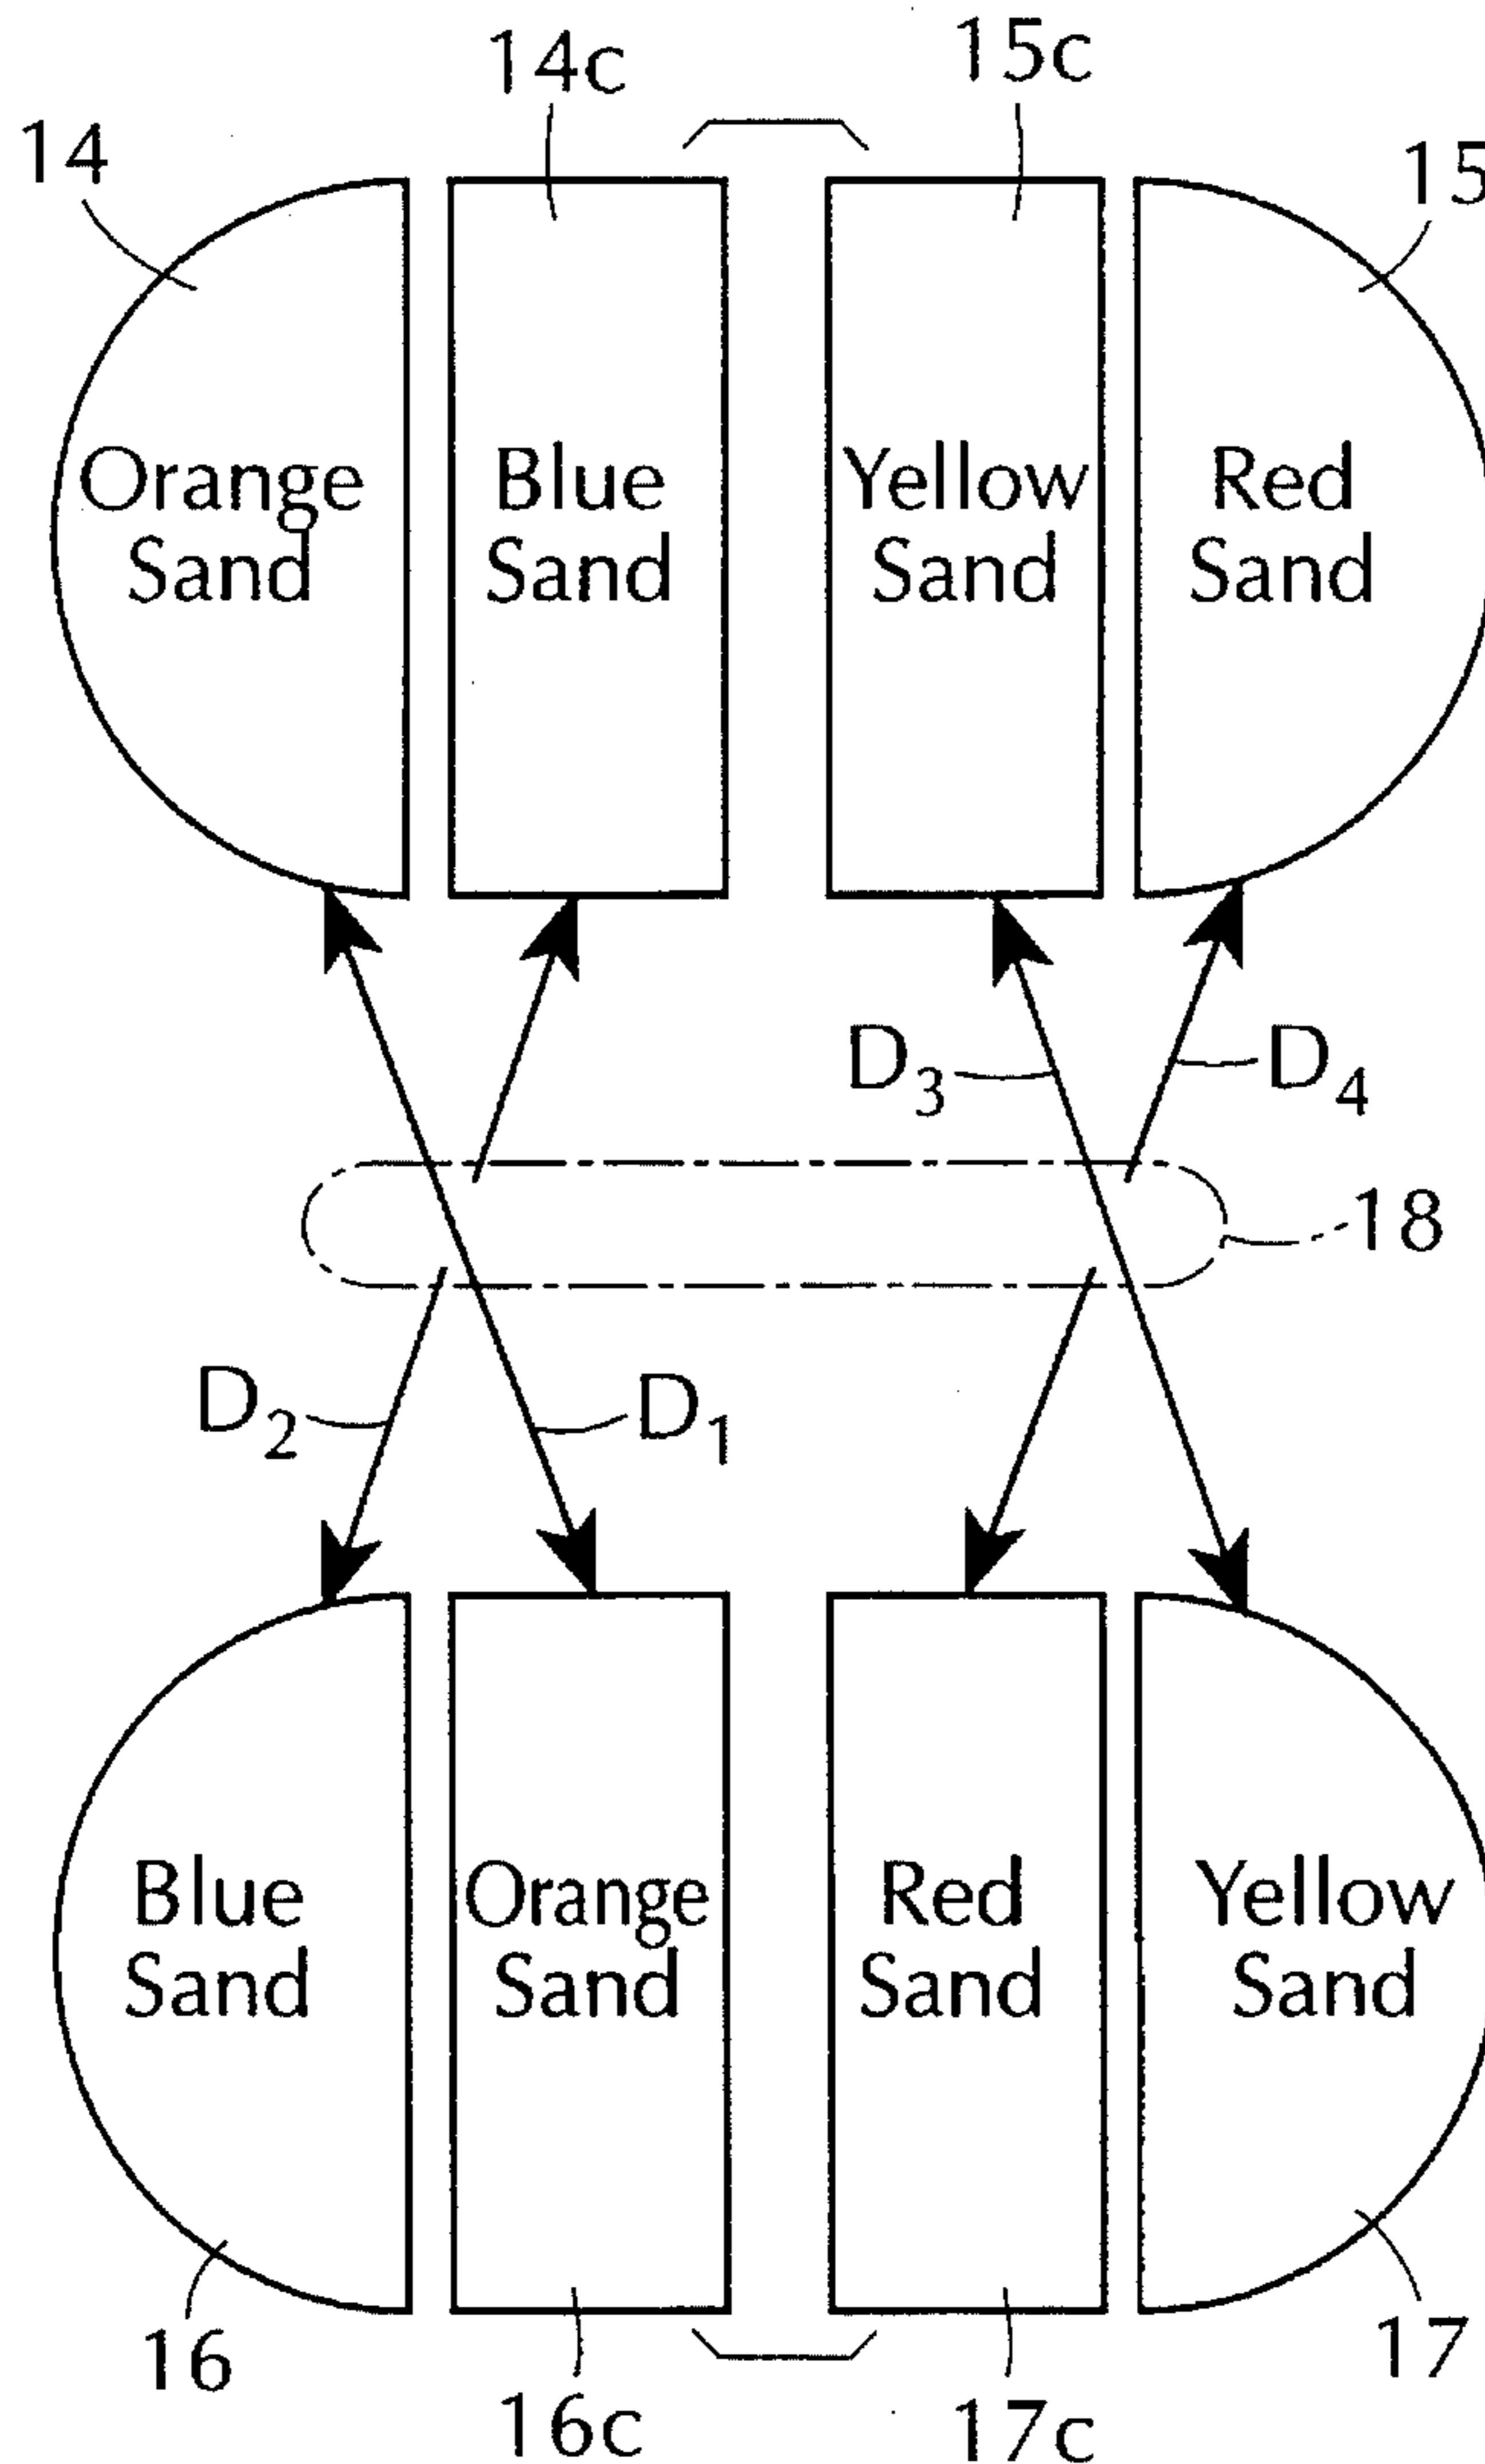 14c
15c
14
15
Orange
Sand
Blue
Sand
Yellow
Sand
Red
Sand
D3
D4
18
D2
D1
Blue
Sand
Orange
Sand
Red
Sand
Yellow
Sand
16
17
16c
17c